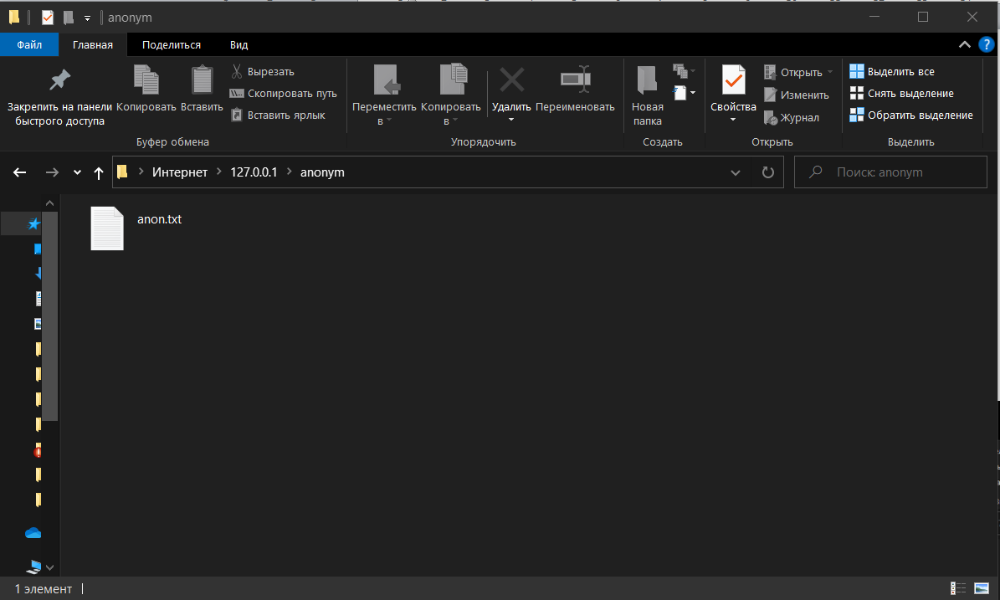 anonym
Файл Главная Поделиться Вид
Закрепить на панели быстрого доступа
Копировать
Вставить
Вырезать
Скопировать путь
Вставить ярлык
Буфер обмена
Переместить в
Копировать в
Удалить
Переименовать
Упорядочить
Новая папка
Создать
Свойства
Открыть
Изменить
Журнал
Открыть
Выделить все
Снять выделение
Обратить выделение
Выделить
Интернет 127.0.0.1 anonym
Поиск: anonym
anon.txt
1 элемент